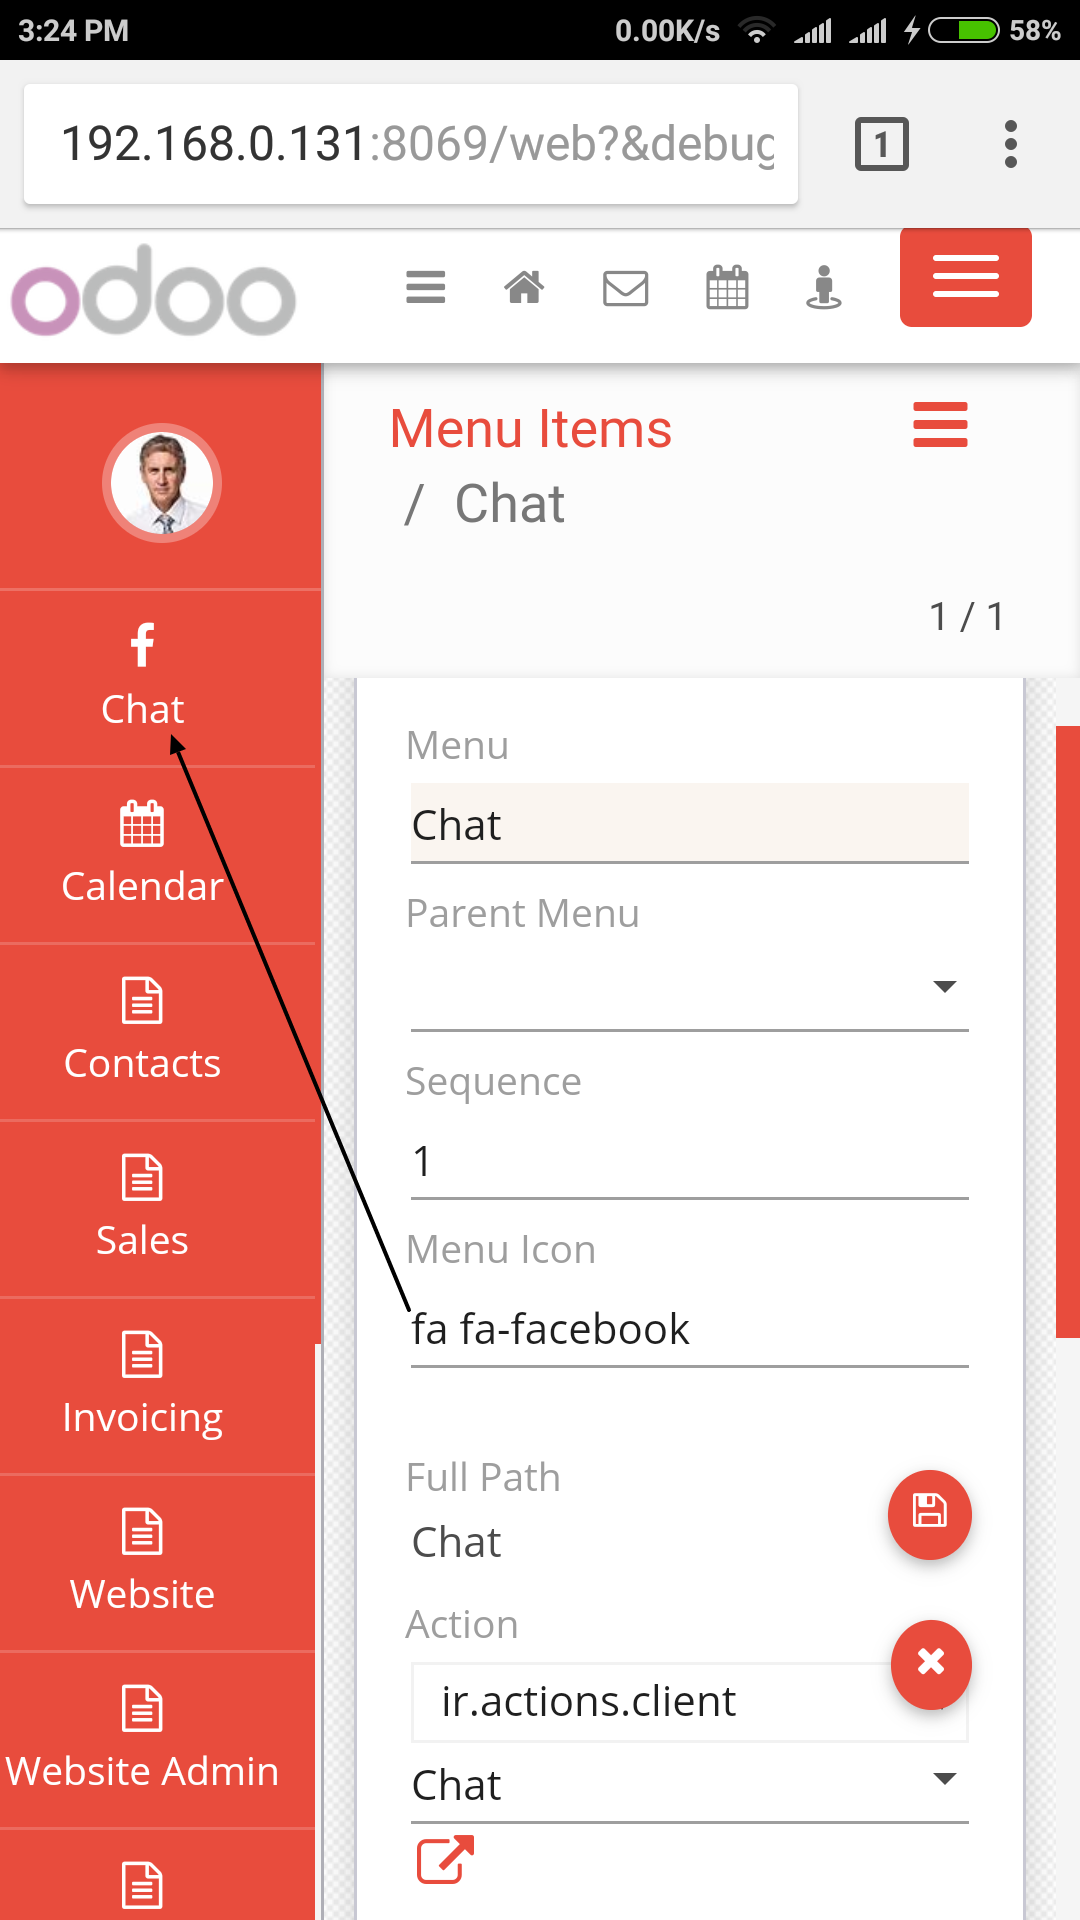 3:24 PM
0.00K/s
58%
192.168.0.131:8069/web?&debug
1
odoo
Menu Items
/ Chat
1 / 1
Chat
Calendar
Contacts
Sales
Invoicing
Website
Website Admin
Menu
Chat
Parent Menu
Sequence
1
Menu Icon
fa fa-facebook
Full Path
Chat
Action
ir.actions.client
Chat